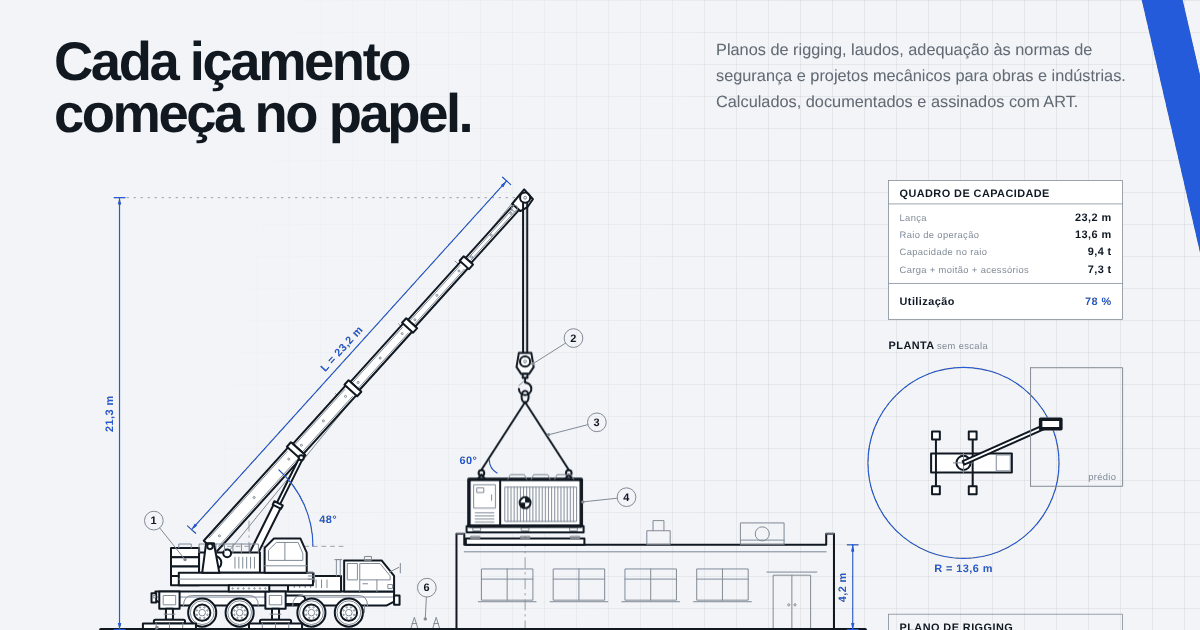 Cada içamento
começa no papel.
Planos de rigging, laudos, adequação às normas de
segurança e projetos mecânicos para obras e indústrias.
Calculados, documentados e assinados com ART.
QUADRO DE CAPACIDADE
Lança 23,2 m
Raio de operação 13,6 m
Capacidade no raio 9,4 t
Carga + moitão + acessórios 7,3 t
Utilização 78 %
PLANTA sem escala
prédio
R = 13,6 m
PLANO DE RIGGING
L = 23,2 m
21,3 m
2
3
60°
4
1
48°
6
4,2 m